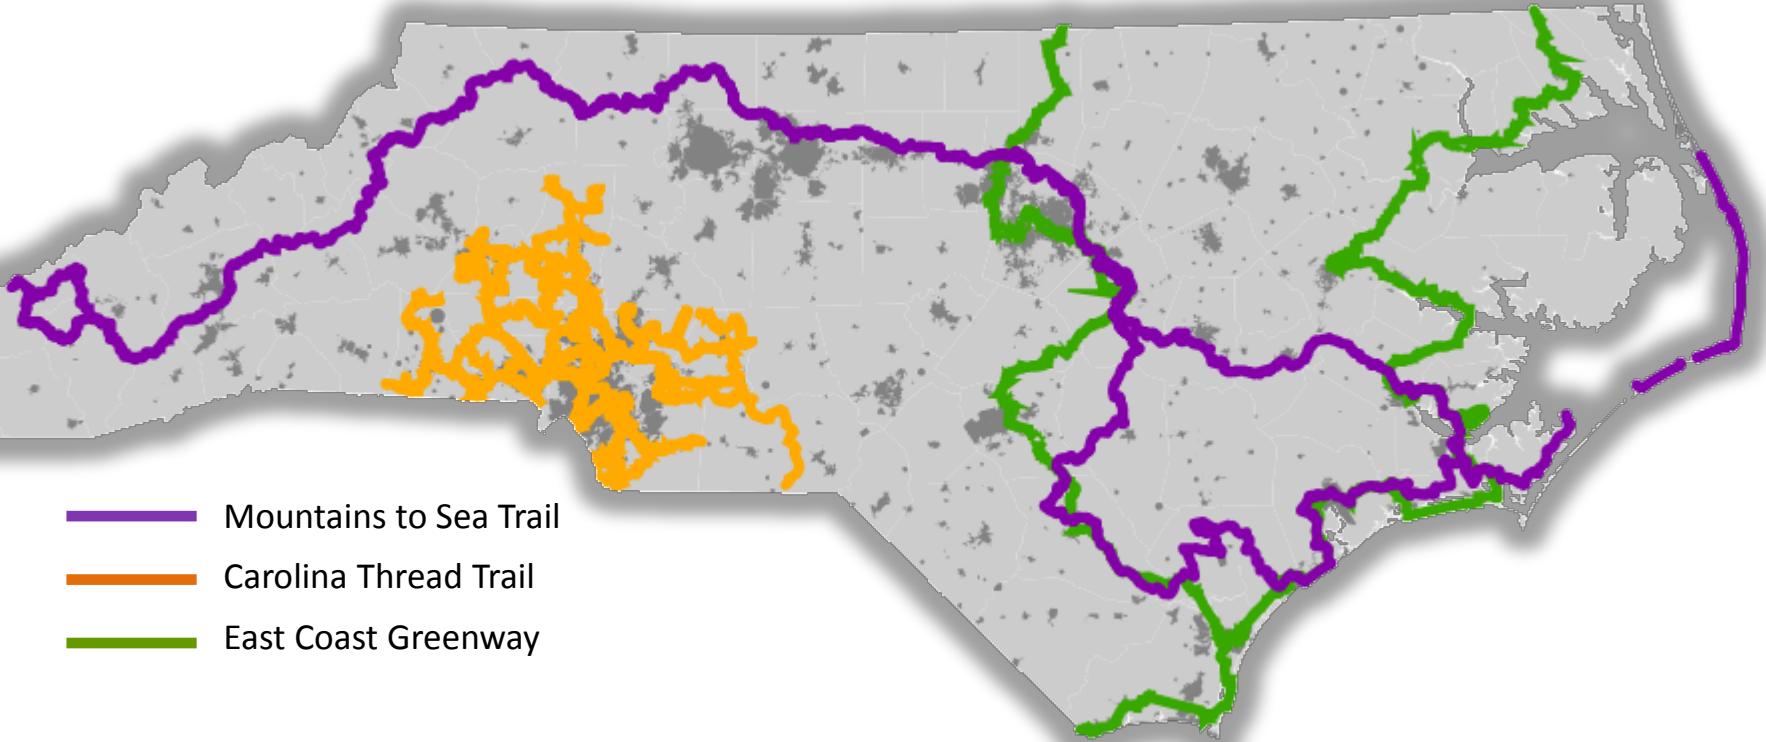 Mountains to Sea Trail
Carolina Thread Trail
East Coast Greenway